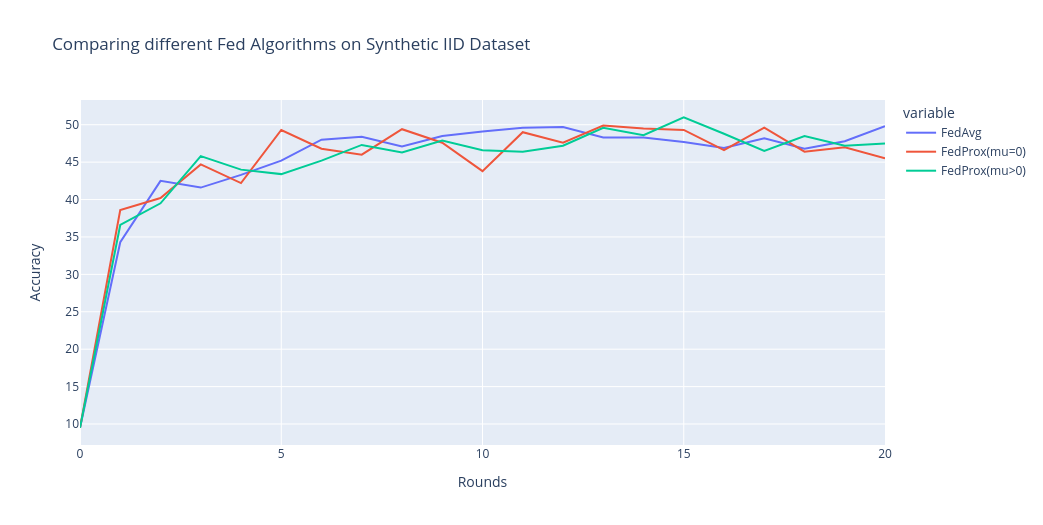 Comparing different Fed Algorithms on Synthetic IID Dataset
variable
FedAvg
FedProx(mu=0)
FedProx(mu>0)
Accuracy
50
45
40
35
30
25
20
15
10
0 5 10 15 20
Rounds